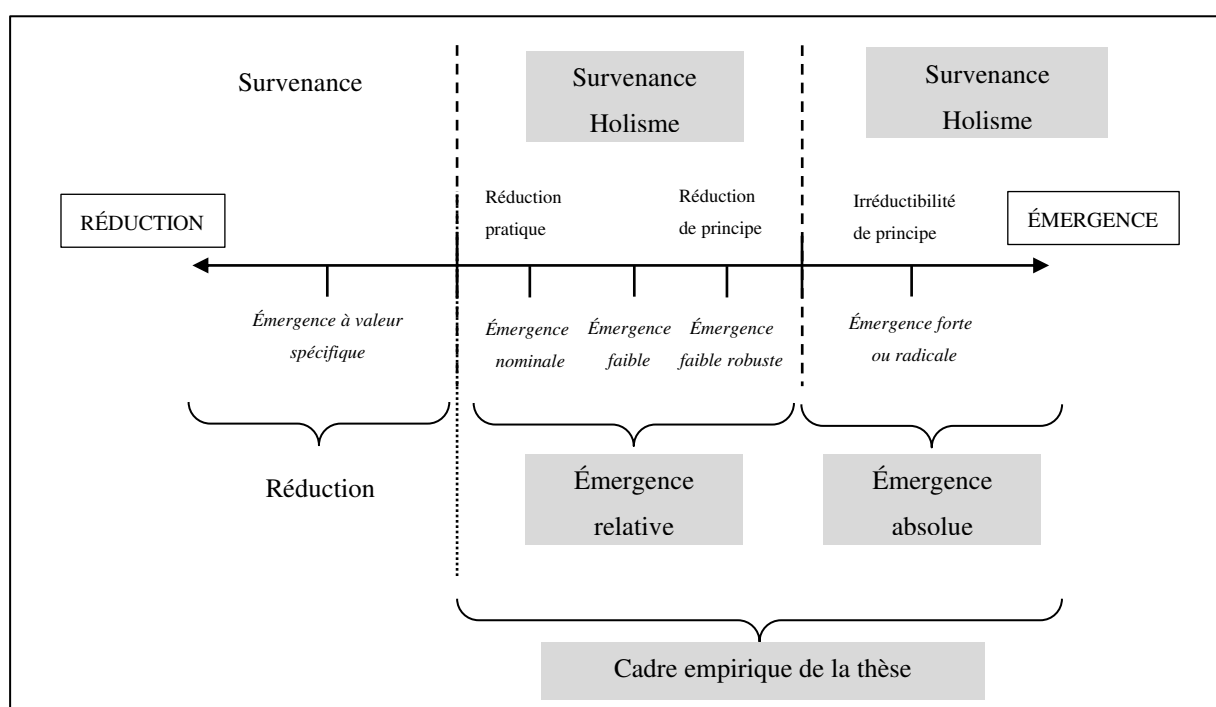 Survenance
Survenance
Holisme
Survenance
Holisme
RÉDUCTION
Réduction
pratique
Réduction
de principe
Irréductibilité
de principe
ÉMERGENCE
Émergence à valeur
spécifique
Émergence
nominale
Émergence
faible
Émergence
faible robuste
Émergence forte
ou radicale
Réduction
Émergence
relative
Émergence
absolue
Cadre empirique de la thèse